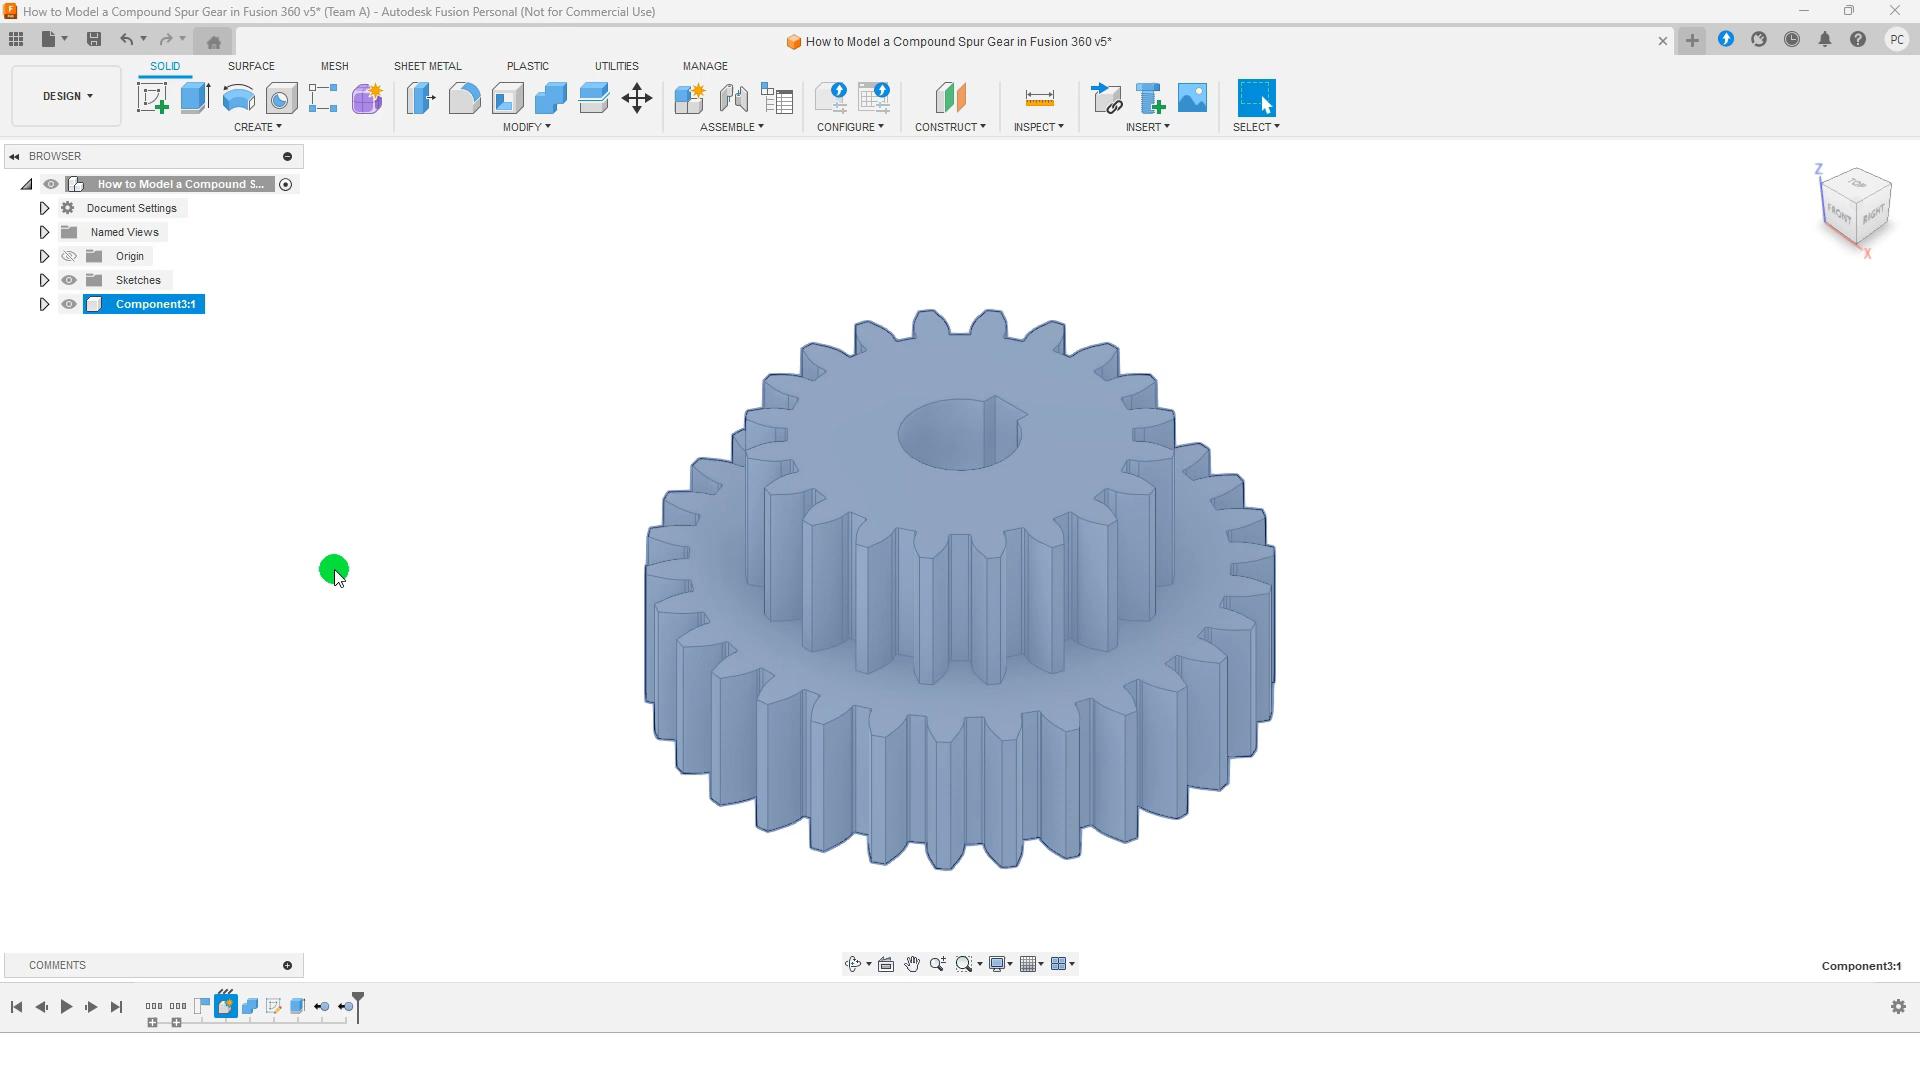 How to Model a Compound Spur Gear in Fusion 360 v5* (Team A) - Autodesk Fusion Personal (Not for Commercial Use)
How to Model a Compound Spur Gear in Fusion 360 v5*
PC
SOLID SURFACE MESH SHEET METAL PLASTIC UTILITIES MANAGE
DESIGN
CREATE MODIFY ASSEMBLE CONFIGURE CONSTRUCT INSPECT INSERT SELECT
BROWSER
How to Model a Compound S...
Document Settings
Named Views
Origin
Sketches
Component3:1
Z
TOP
FRONT RIGHT
X
COMMENTS
Component3:1